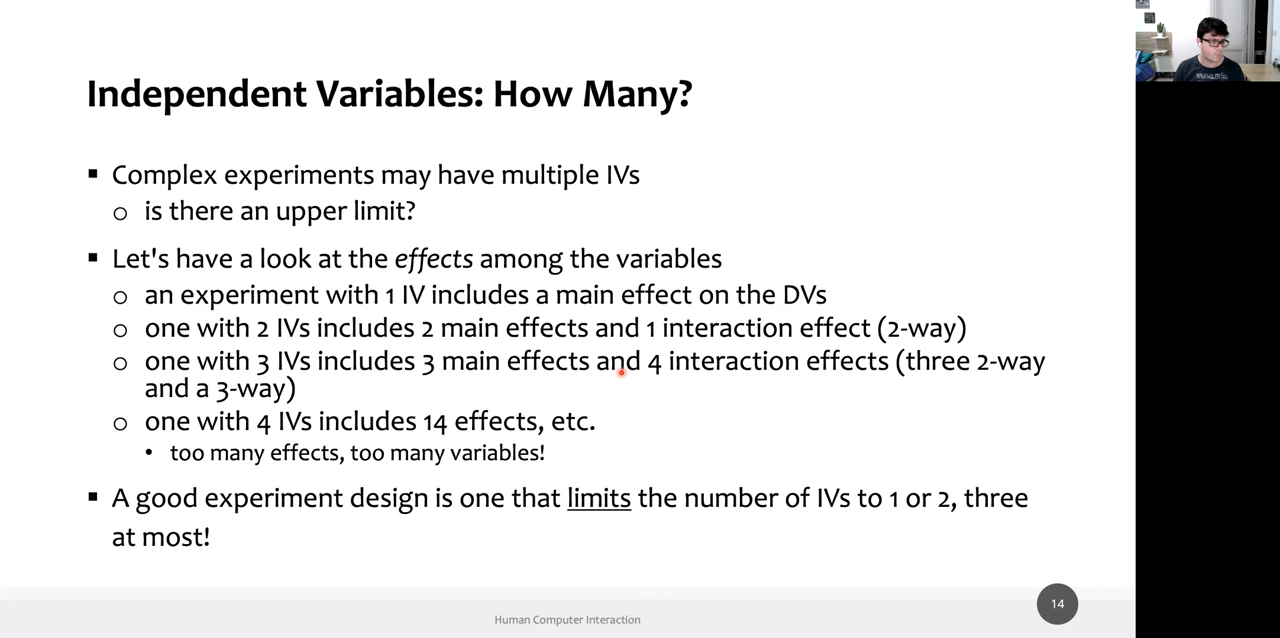 Independent Variables: How Many?
▪ Complex experiments may have multiple IVs
o is there an upper limit?
▪ Let's have a look at the effects among the variables
o an experiment with 1 IV includes a main effect on the DVs
o one with 2 IVs includes 2 main effects and 1 interaction effect (2-way)
o one with 3 IVs includes 3 main effects and 4 interaction effects (three 2-way
and a 3-way)
o one with 4 IVs includes 14 effects, etc.
• too many effects, too many variables!
▪ A good experiment design is one that limits the number of IVs to 1 or 2, three
at most!
Human Computer Interaction
14